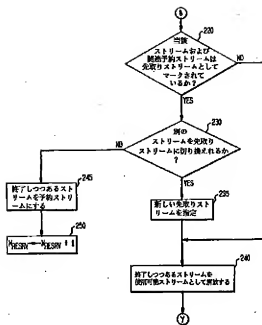 220
当該
ストリームおよび
関連予約ストリームは
先取りストリームとして
マークされて
いるか?
NO
YES
230
別の
ストリームを先取り
ストリームに切り換えれるか
?
NO
YES
245
終了しつつあるスト
リームを予約ストリー
ムにする
235
新しい先取りスト
リームを指定
250
NRESRV ← NRESRV + 1
240
終了しつつあるストリームを
使用可能ストリームとして解放する
Y